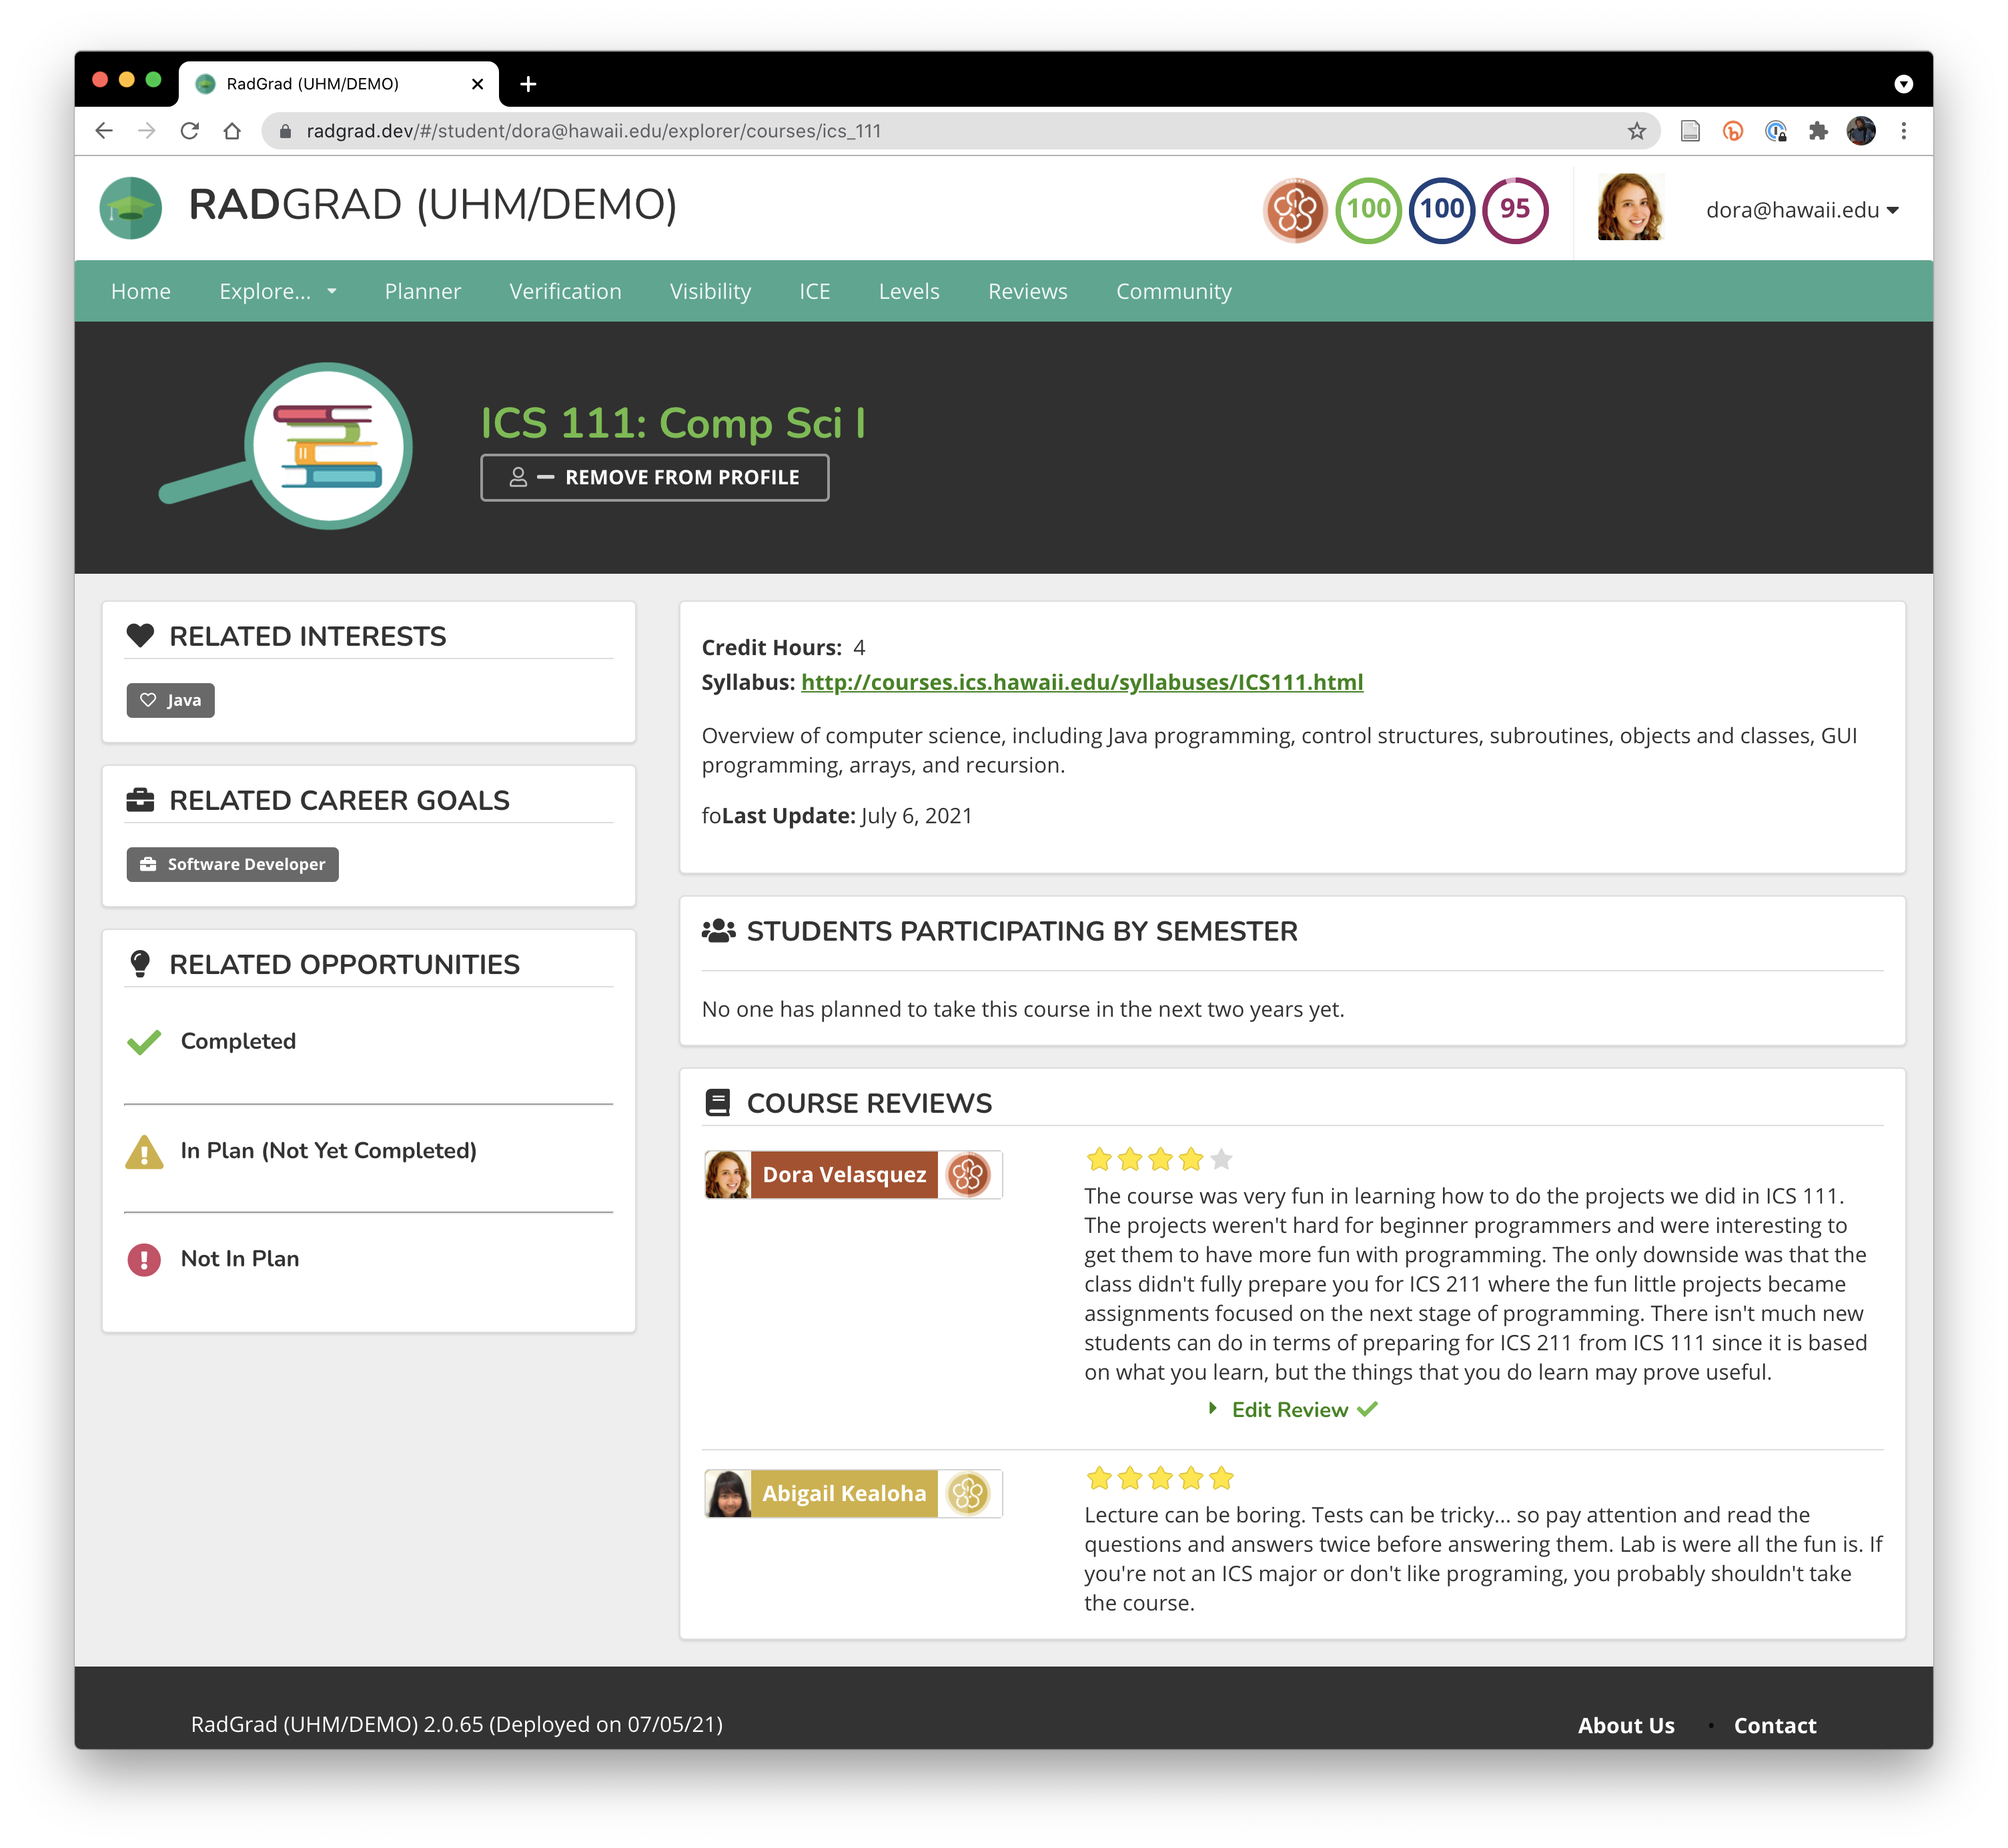 RadGrad (UHM/DEMO)
radgrad.dev/#/student/dora@hawaii.edu/explorer/courses/ics_111
RADGRAD (UHM/DEMO)
100 100 95
dora@hawaii.edu
Home Explore... Planner Verification Visibility ICE Levels Reviews Community
ICS 111: Comp Sci I
REMOVE FROM PROFILE
RELATED INTERESTS
Java
RELATED CAREER GOALS
Software Developer
RELATED OPPORTUNITIES
Completed
In Plan (Not Yet Completed)
Not In Plan
Credit Hours: 4
Syllabus: http://courses.ics.hawaii.edu/syllabuses/ICS111.html
Overview of computer science, including Java programming, control structures, subroutines, objects and classes, GUI
programming, arrays, and recursion.
foLast Update: July 6, 2021
STUDENTS PARTICIPATING BY SEMESTER
No one has planned to take this course in the next two years yet.
COURSE REVIEWS
Dora Velasquez
The course was very fun in learning how to do the projects we did in ICS 111.
The projects weren't hard for beginner programmers and were interesting to
get them to have more fun with programming. The only downside was that the
class didn't fully prepare you for ICS 211 where the fun little projects became
assignments focused on the next stage of programming. There isn't much new
students can do in terms of preparing for ICS 211 from ICS 111 since it is based
on what you learn, but the things that you do learn may prove useful.
Edit Review
Abigail Kealoha
Lecture can be boring. Tests can be tricky... so pay attention and read the
questions and answers twice before answering them. Lab is were all the fun is. If
you're not an ICS major or don't like programing, you probably shouldn't take
the course.
RadGrad (UHM/DEMO) 2.0.65 (Deployed on 07/05/21)
About Us • Contact